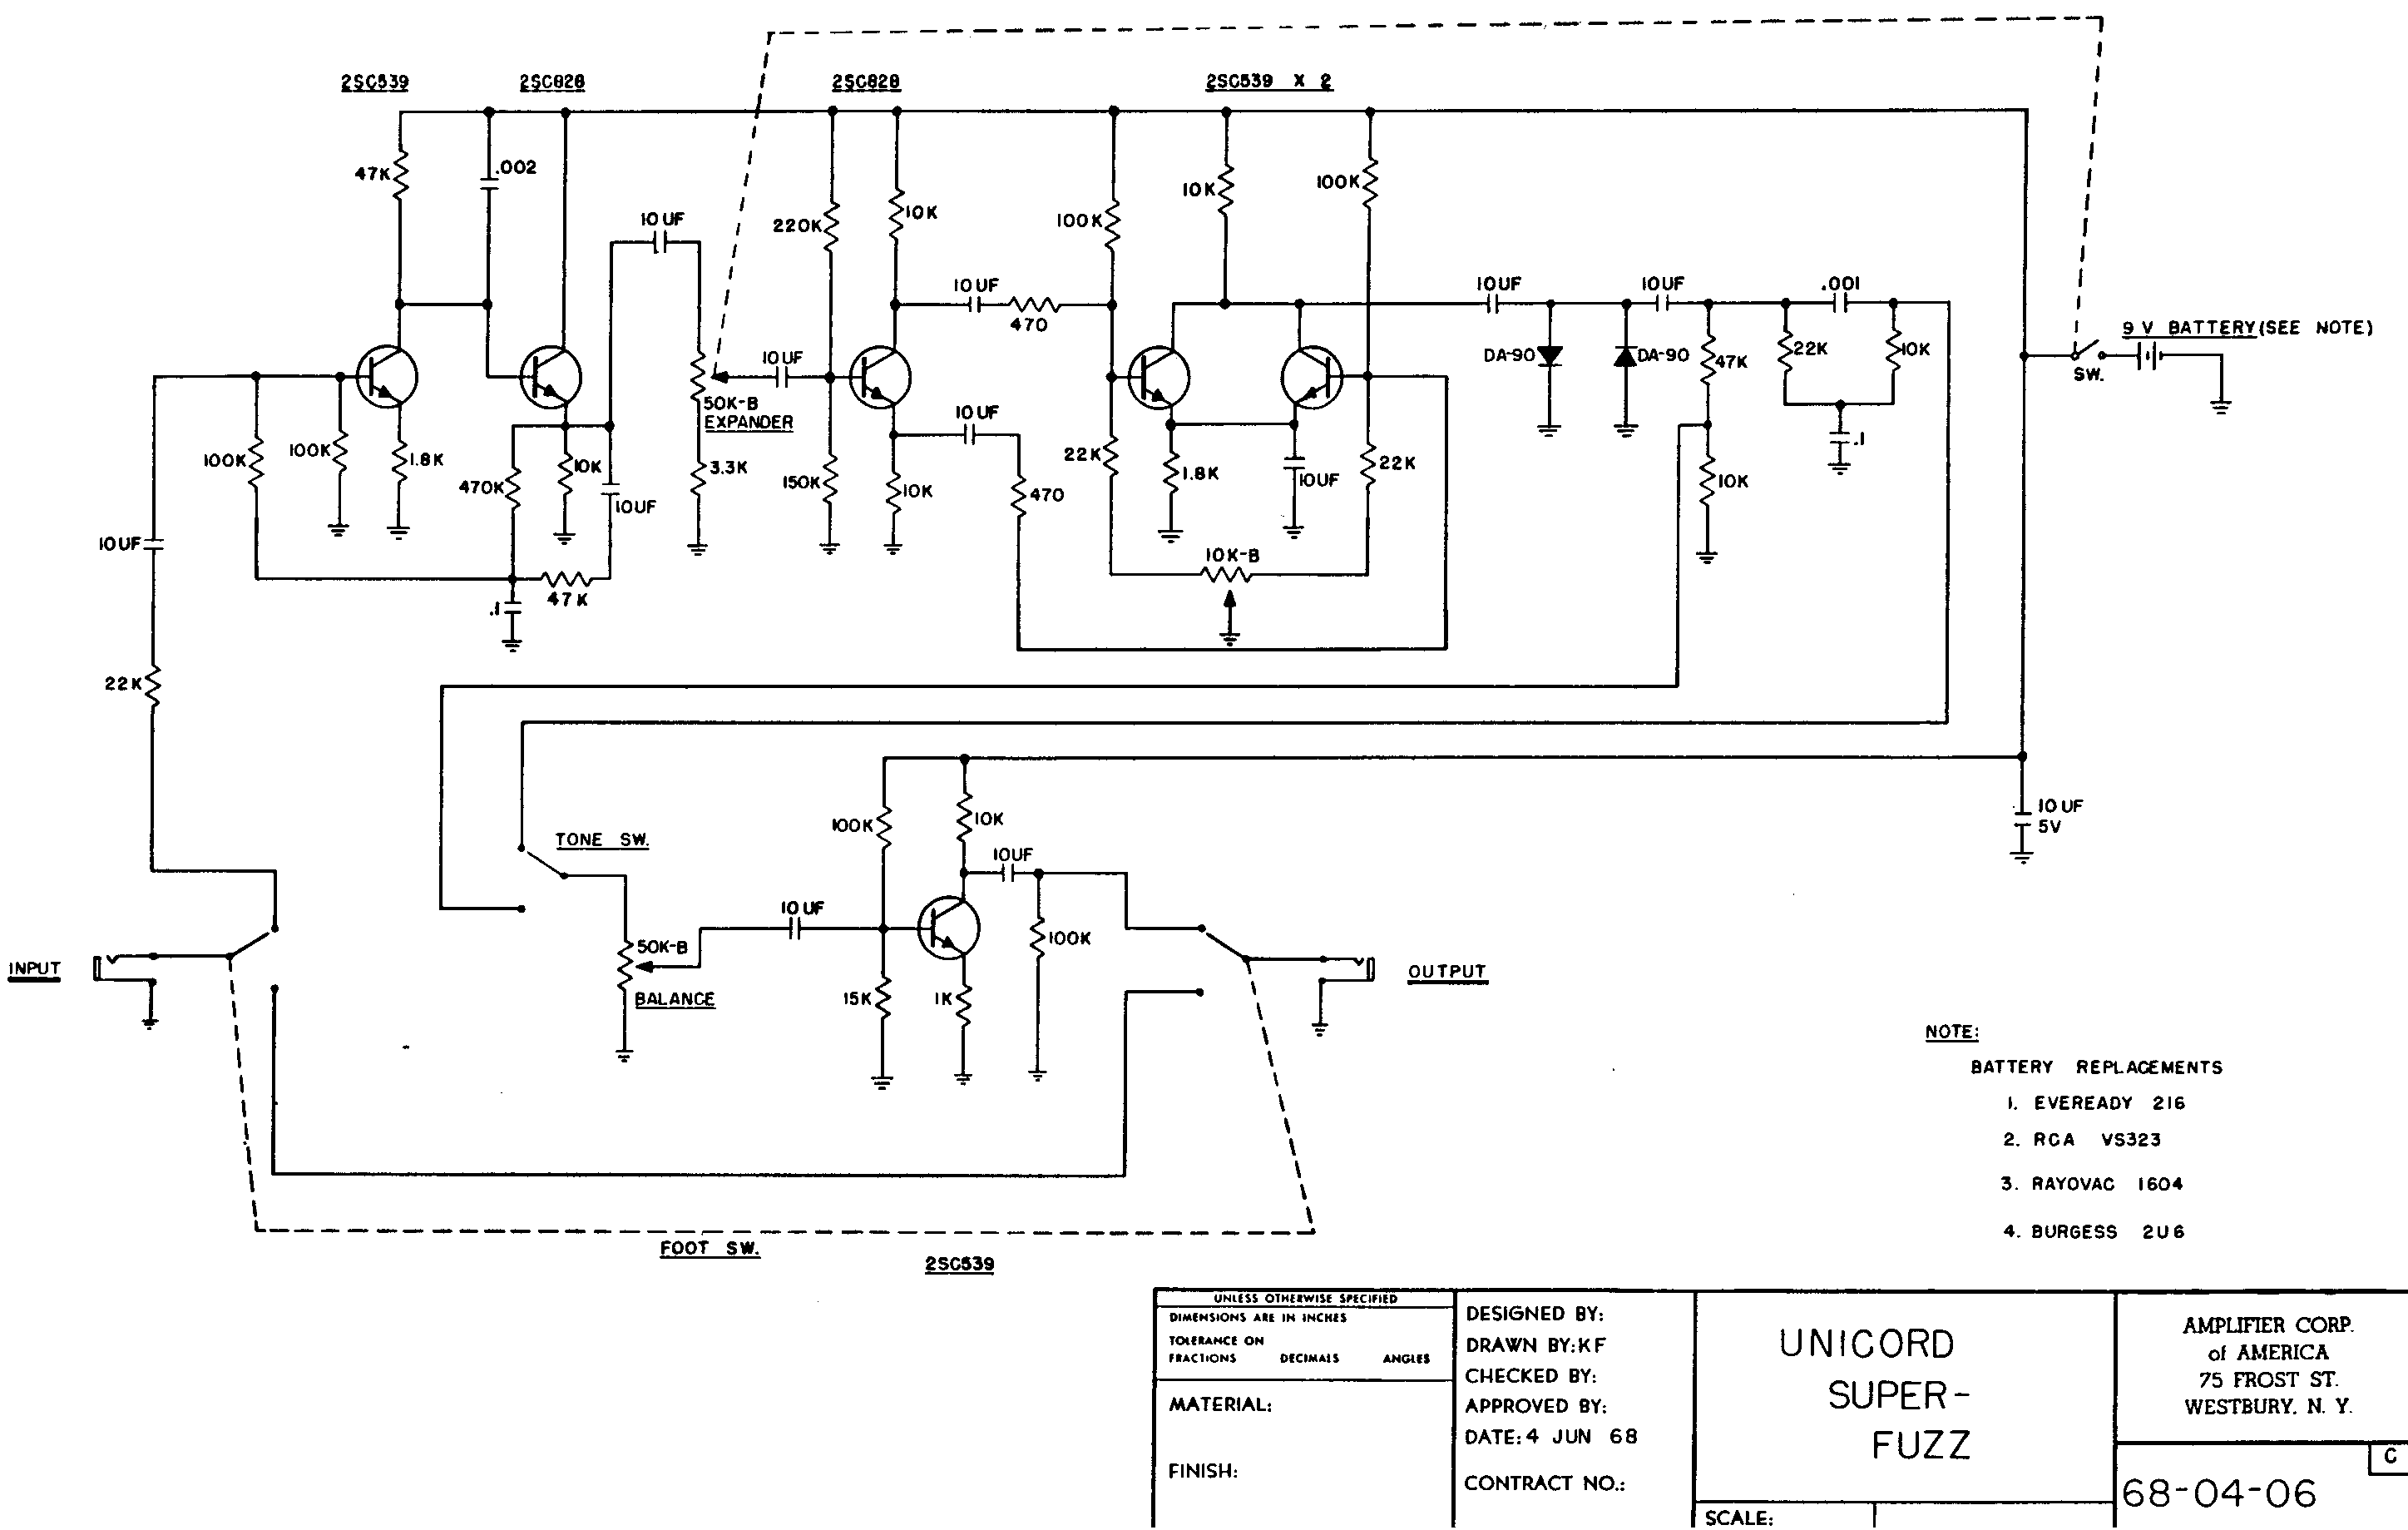 2SC539
2SC828
2SC828
2SC539 X 2
47K
.002
10 UF
220K
10K
100K
10K
100K
10UF
470
10UF
10UF
.001
47K
22K
10K
DA-90
DA-90
9 V BATTERY (SEE NOTE)
SW.
10UF
50K-B
EXPANDER
10UF
100K
100K
1.8K
470K
10K
10UF
3.3K
150K
10K
470
22K
1.8K
10UF
22K
10K
.1
10UF
.1
47K
10K-B
22K
TONE SW.
100K
10K
10UF
10 UF
5V
10UF
50K-B
BALANCE
15K
1K
100K
INPUT
OUTPUT
FOOT SW.
2SC539
NOTE:
BATTERY REPLACEMENTS
1. EVEREADY 216
2. RCA VS323
3. RAYOVAC 1604
4. BURGESS 2U6
UNLESS OTHERWISE SPECIFIED
DIMENSIONS ARE IN INCHES
TOLERANCE ON
FRACTIONS DECIMALS ANGLES
MATERIAL:
FINISH:
DESIGNED BY:
DRAWN BY: KF
CHECKED BY:
APPROVED BY:
DATE: 4 JUN 68
CONTRACT NO.:
UNICORD
SUPER-
FUZZ
SCALE:
AMPLIFIER CORP.
of AMERICA
75 FROST ST.
WESTBURY, N. Y.
C
68-04-06